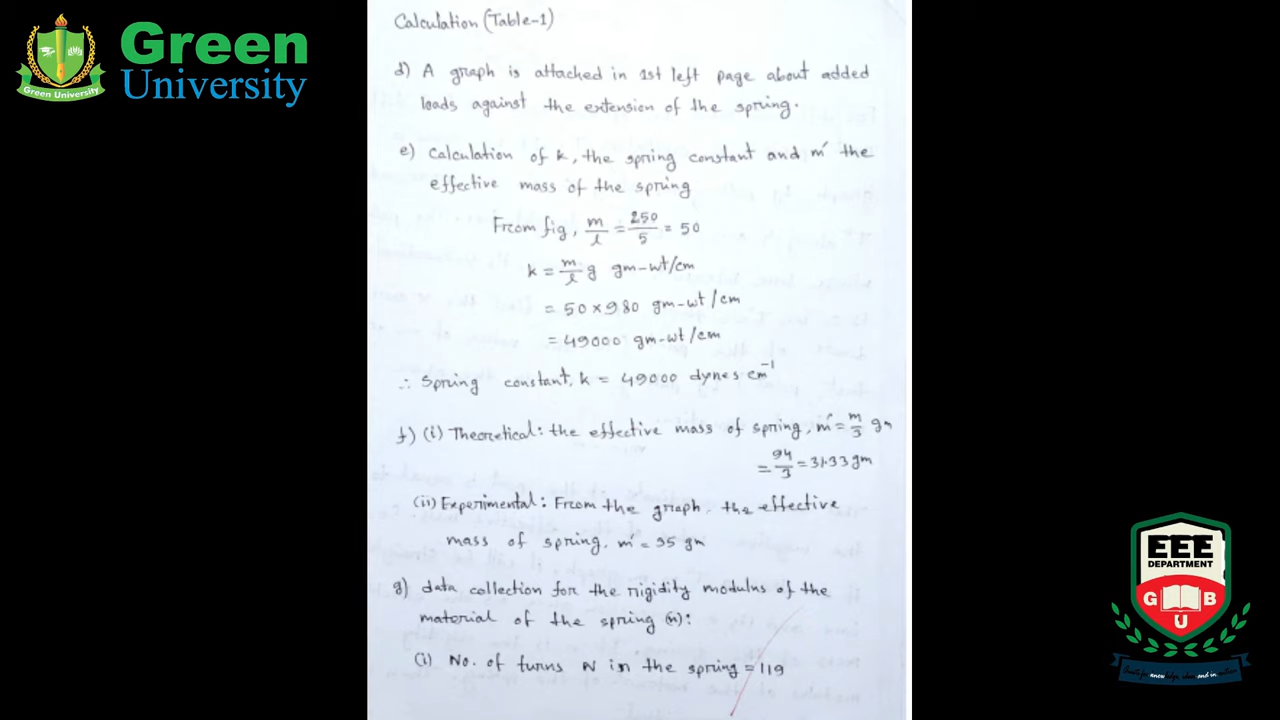 Green University
Green
University
Calculation (Table-1)
d) A graph is attached in 1st left page about added
loads against the extension of the spring.
e) Calculation of k, the spring constant and m′ the
effective mass of the spring
From fig, m/l = 250/5 = 50
k = m/l g gm-wt/cm
= 50×980 gm-wt/cm
= 49000 gm-wt/cm
∴ Spring constant, k = 49000 dynes cm⁻¹
f) (i) Theoretical: the effective mass of spring, m′ = m/3 gm
= 94/3 = 31.33 gm
(ii) Experimental: From the graph, the effective
mass of spring, m′ = 35 gm
g) data collection for the rigidity modulus of the
material of the spring (n):
(i) No. of turns N in the spring = 119
EEE
DEPARTMENT
G U B